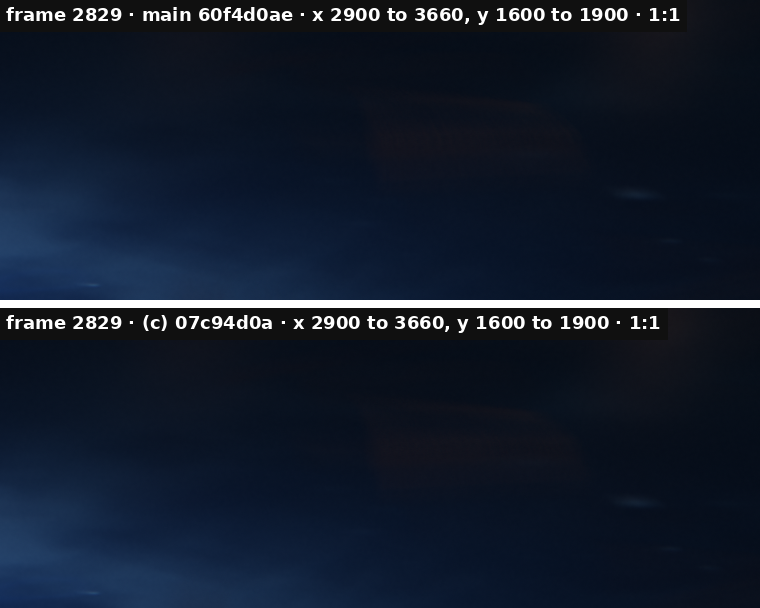 frame 2829 · main 60f4d0ae · x 2900 to 3660, y 1600 to 1900 · 1:1
frame 2829 · (c) 07c94d0a · x 2900 to 3660, y 1600 to 1900 · 1:1